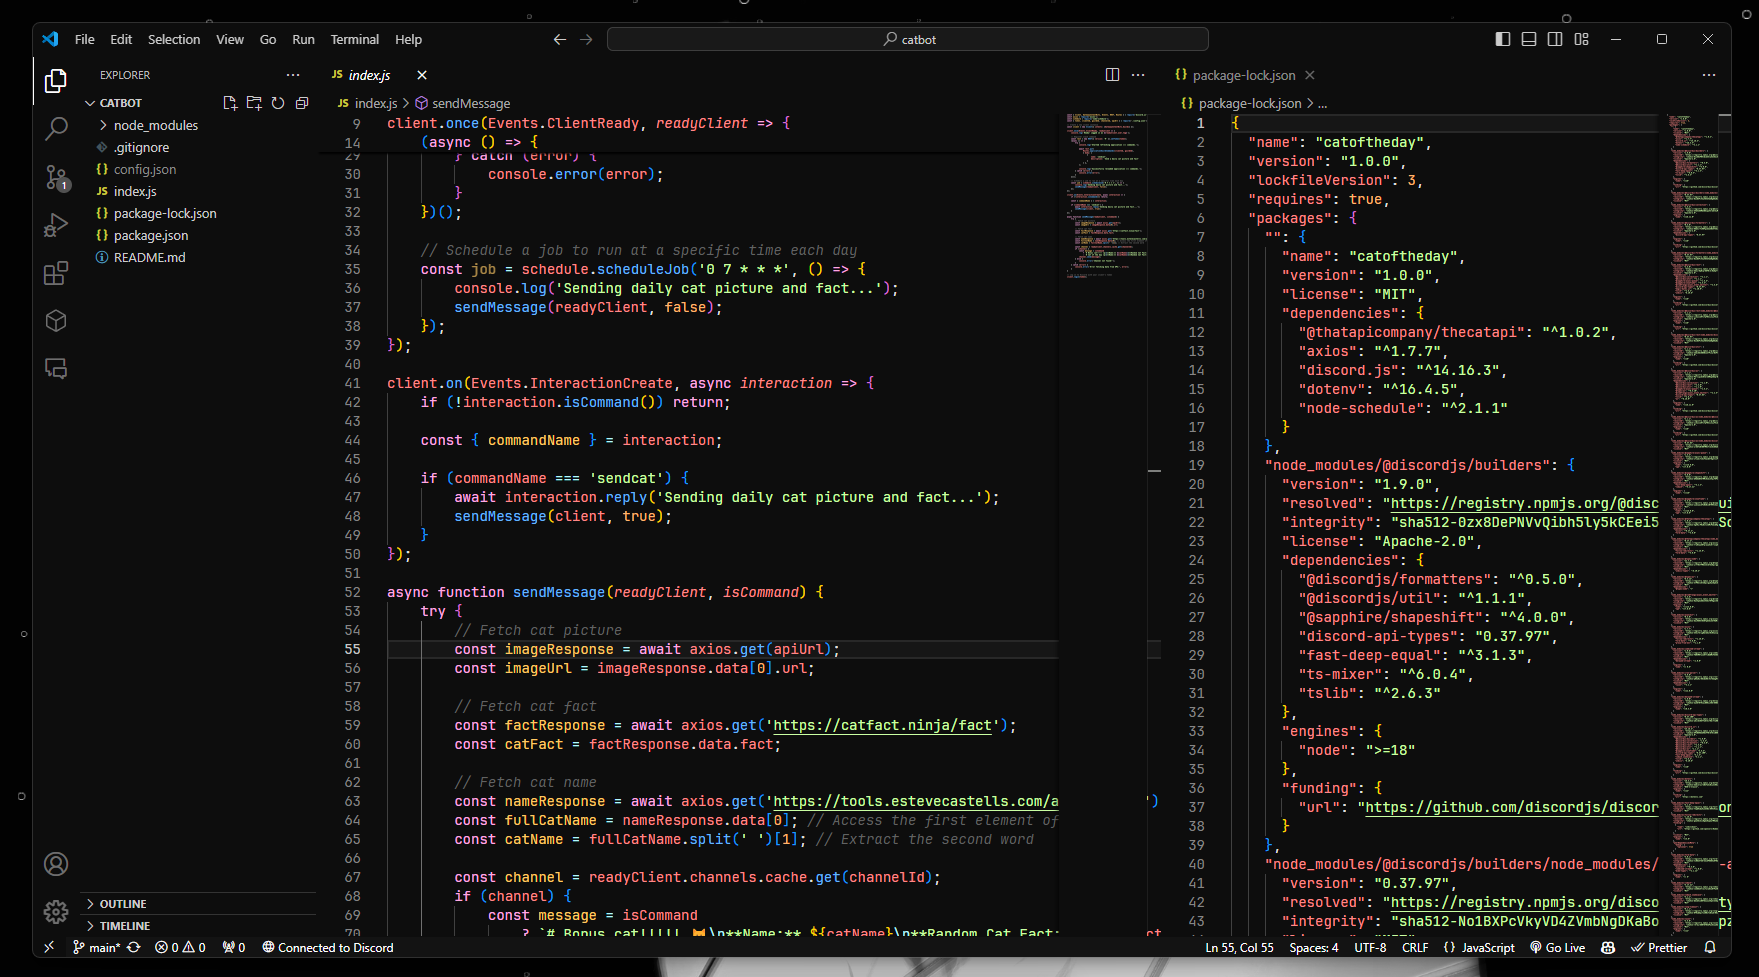 File Edit Selection View Go Run Terminal Help
catbot
EXPLORER
CATBOT
node_modules
.gitignore
config.json
index.js
package-lock.json
package.json
README.md
OUTLINE
TIMELINE
JS index.js
JS index.js > sendMessage
9 client.once(Events.ClientReady, readyClient => {
14 (async () => {
29 } catch (error) {
30 console.error(error);
31 }
32 })();
33
34 // Schedule a job to run at a specific time each day
35 const job = schedule.scheduleJob('0 7 * * *', () => {
36 console.log('Sending daily cat picture and fact...');
37 sendMessage(readyClient, false);
38 });
39 });
40
41 client.on(Events.InteractionCreate, async interaction => {
42 if (!interaction.isCommand()) return;
43
44 const { commandName } = interaction;
45
46 if (commandName === 'sendcat') {
47 await interaction.reply('Sending daily cat picture and fact...');
48 sendMessage(client, true);
49 }
50 });
51
52 async function sendMessage(readyClient, isCommand) {
53 try {
54 // Fetch cat picture
55 const imageResponse = await axios.get(apiUrl);
56 const imageUrl = imageResponse.data[0].url;
57
58 // Fetch cat fact
59 const factResponse = await axios.get('https://catfact.ninja/fact');
60 const catFact = factResponse.data.fact;
61
62 // Fetch cat name
63 const nameResponse = await axios.get('https://tools.estevecastells.com/a ')
64 const fullCatName = nameResponse.data[0]; // Access the first element of
65 const catName = fullCatName.split(' ')[1]; // Extract the second word
66
67 const channel = readyClient.channels.cache.get(channelId);
68 if (channel) {
69 const message = isCommand
70 ? `# Bonus cat!!!!! 🐱\n**Name:** ${catName}\n**Random Cat Fact:
{} package-lock.json
{} package-lock.json > ...
1 {
2 "name": "catoftheday",
3 "version": "1.0.0",
4 "lockfileVersion": 3,
5 "requires": true,
6 "packages": {
7 "": {
8 "name": "catoftheday",
9 "version": "1.0.0",
10 "license": "MIT",
11 "dependencies": {
12 "@thatapicompany/thecatapi": "^1.0.2",
13 "axios": "^1.7.7",
14 "discord.js": "^14.16.3",
15 "dotenv": "^16.4.5",
16 "node-schedule": "^2.1.1"
17 }
18 },
19 "node_modules/@discordjs/builders": {
20 "version": "1.9.0",
21 "resolved": "https://registry.npmjs.org/@disc ui
22 "integrity": "sha512-0zx8DePNVvQibh5ly5kCEei5
23 "license": "Apache-2.0",
24 "dependencies": {
25 "@discordjs/formatters": "^0.5.0",
26 "@discordjs/util": "^1.1.1",
27 "@sapphire/shapeshift": "^4.0.0",
28 "discord-api-types": "0.37.97",
29 "fast-deep-equal": "^3.1.3",
30 "ts-mixer": "^6.0.4",
31 "tslib": "^2.6.3"
32 },
33 "engines": {
34 "node": ">=18"
35 },
36 "funding": {
37 "url": "https://github.com/discordjs/discor
38 }
39 },
40 "node_modules/@discordjs/builders/node_modules/
41 "version": "0.37.97",
42 "resolved": "https://registry.npmjs.org/disco ty
43 "integrity": "sha512-No1BXPcVkyVD4ZVmbNgDKaBo
main* 0 0 0 Connected to Discord
Ln 55, Col 55 Spaces: 4 UTF-8 CRLF {} JavaScript Go Live Prettier